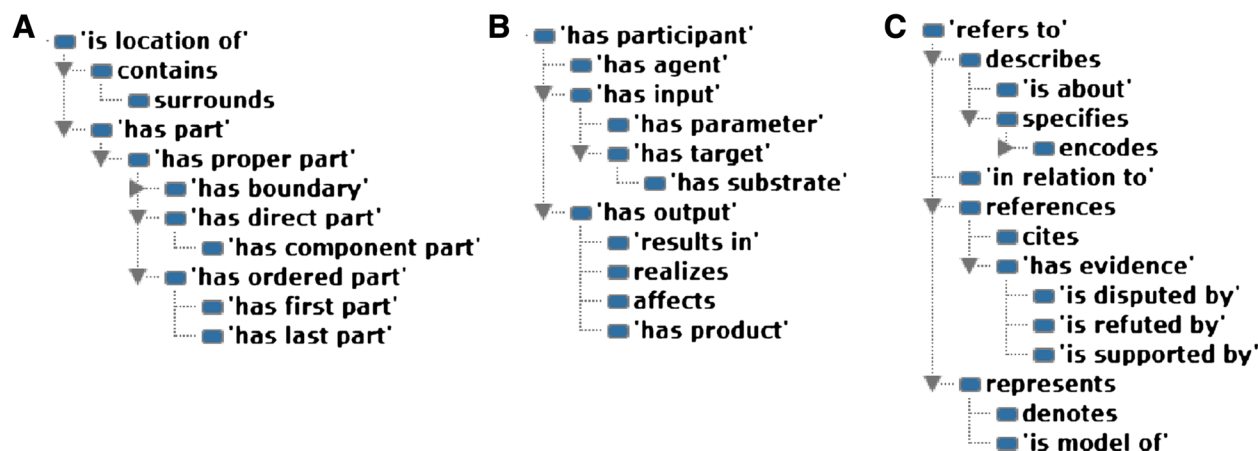 A
'is location of'
contains
surrounds
'has part'
'has proper part'
'has boundary'
'has direct part'
'has component part'
'has ordered part'
'has first part'
'has last part'
B
'has participant'
'has agent'
'has input'
'has parameter'
'has target'
'has substrate'
'has output'
'results in'
realizes
affects
'has product'
C
'refers to'
describes
'is about'
specifies
encodes
'in relation to'
references
cites
'has evidence'
'is disputed by'
'is refuted by'
'is supported by'
represents
denotes
'is model of'